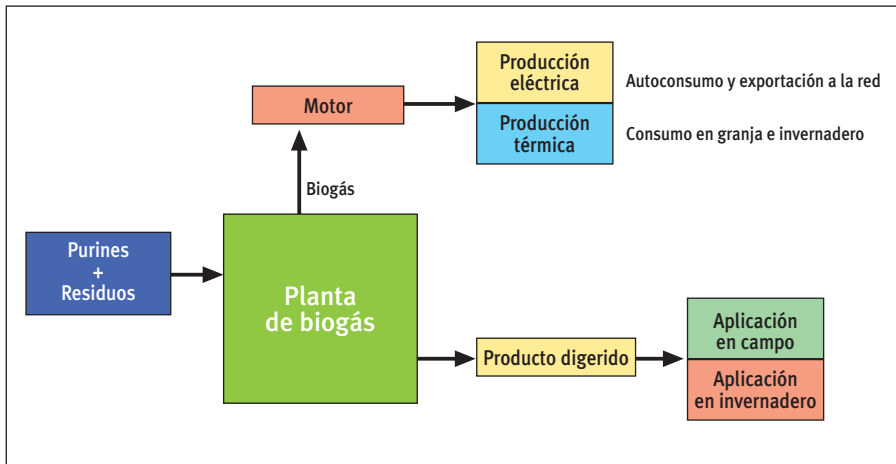 Producción
eléctrica
Autoconsumo y exportación a la red
Motor
Producción
térmica
Consumo en granja e invernadero
Biogás
Purines
+
Residuos
Planta
de biogás
Producto digerido
Aplicación
en campo
Aplicación
en invernadero